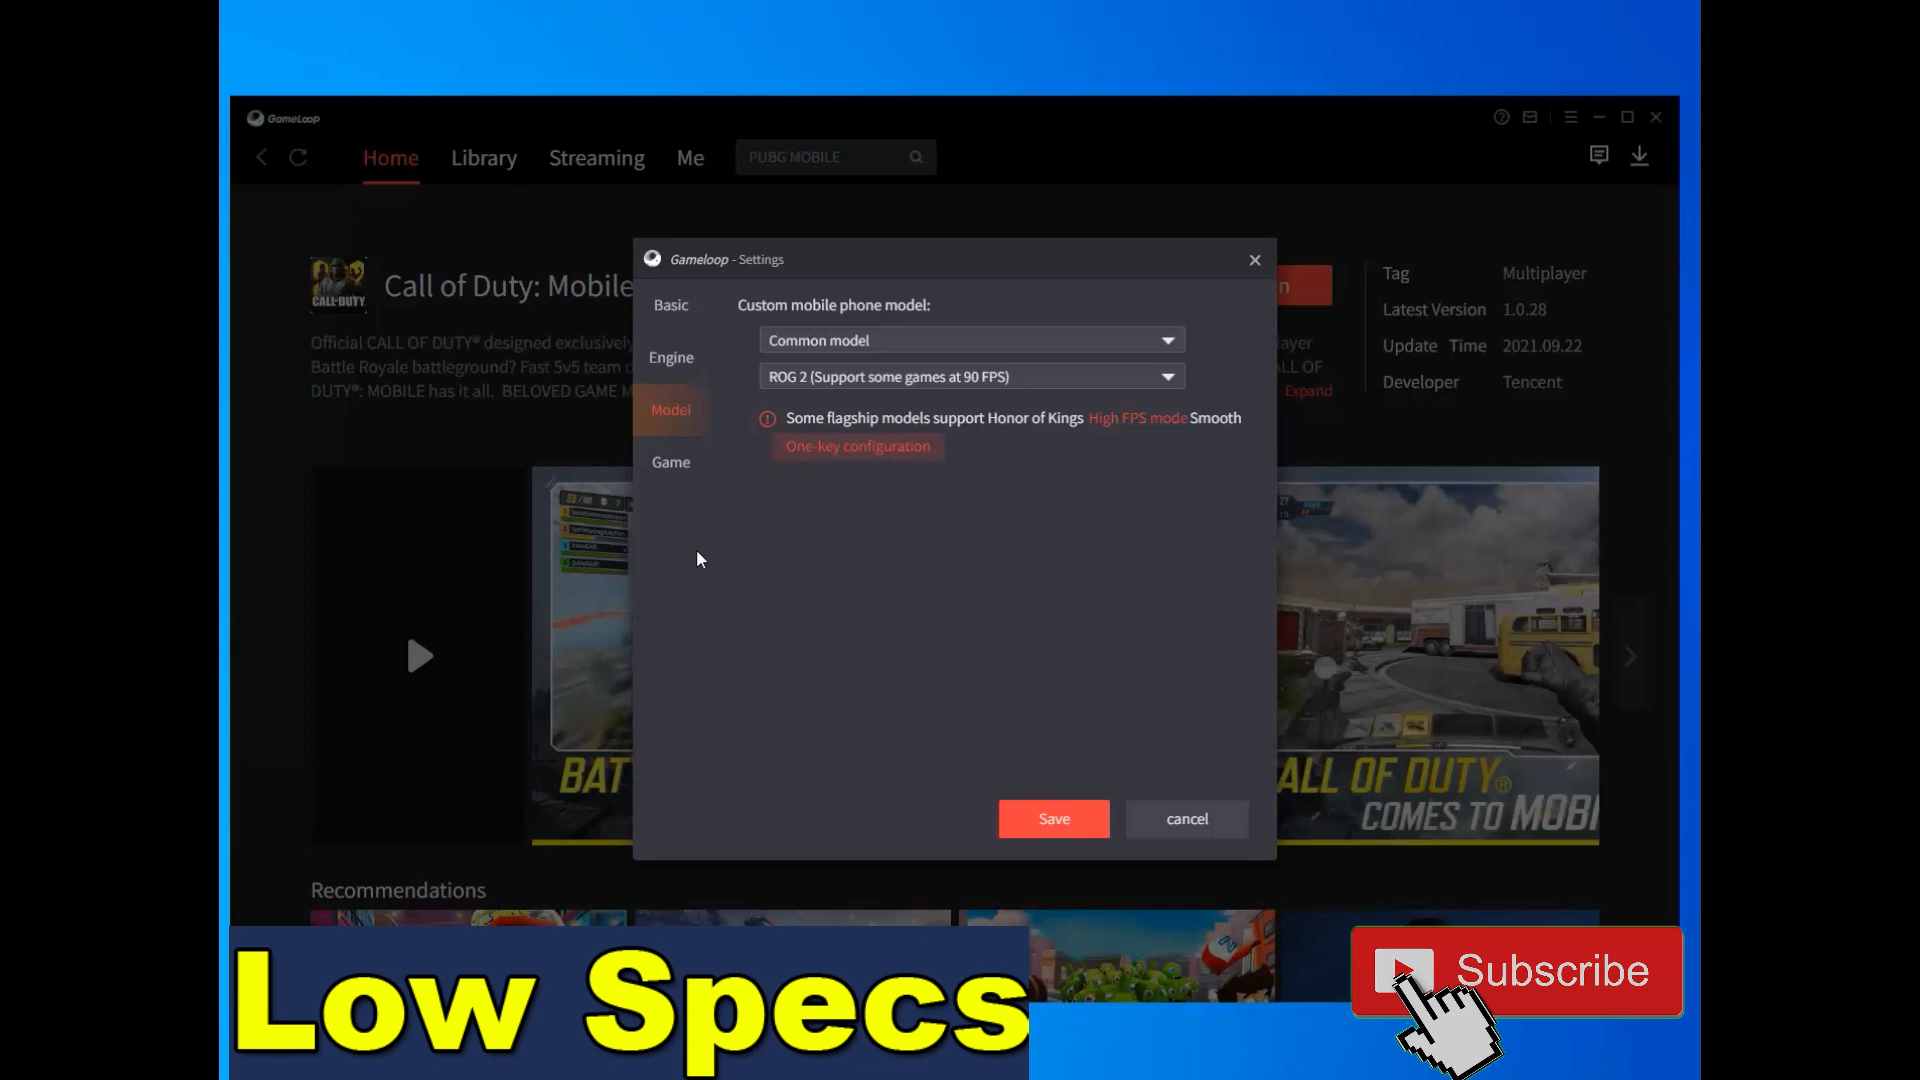 GameLoop
Home Library Streaming Me PUBG MOBILE
Gameloop - Settings
Basic
Engine
Model
Game
Custom mobile phone model:
Common model
ROG 2 (Support some games at 90 FPS)
Some flagship models support Honor of Kings High FPS mode Smooth
One-key configuration
Save cancel
CALL·DUTY
Call of Duty: Mobile
Official CALL OF DUTY® designed exclusively
Battle Royale battleground? Fast 5v5 team
DUTY®: MOBILE has it all. BELOVED GAME
Expand
Tag Multiplayer
Latest Version 1.0.28
Update Time 2021.09.22
Developer Tencent
BAT
ALL OF DUTY®
COMES TO MOBI
Recommendations
Low Specs
Subscribe